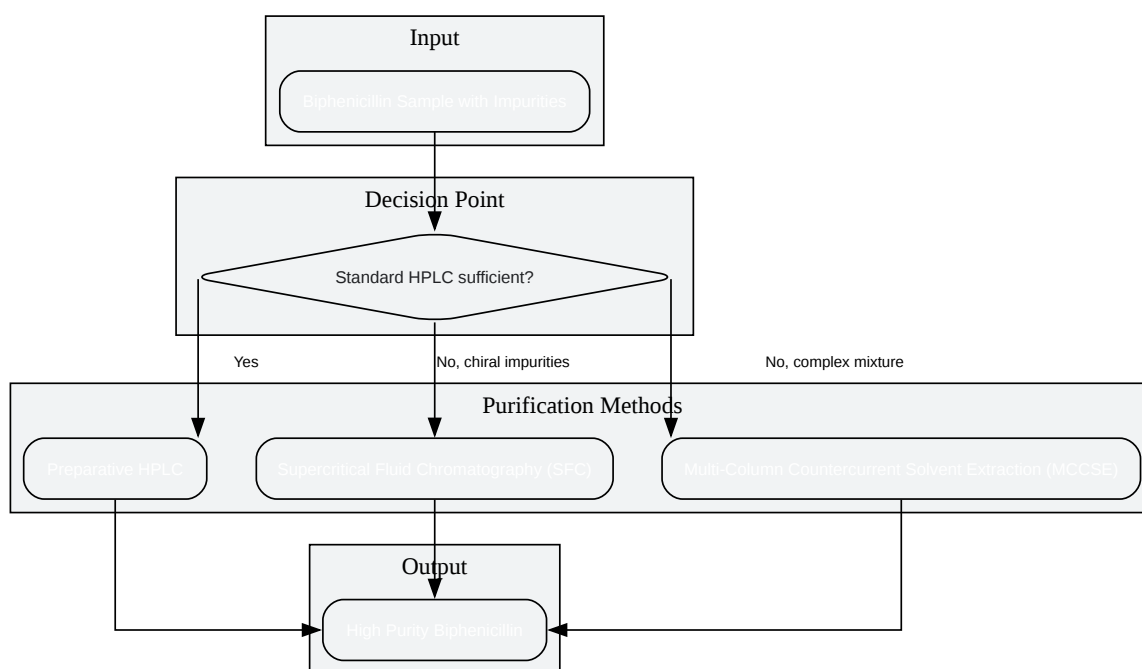 Input
Biphenicillin Sample with Impurities
Decision Point
Standard HPLC sufficient?
Yes
No, chiral impurities
No, complex mixture
Purification Methods
Preparative HPLC
Supercritical Fluid Chromatography (SFC)
Multi-Column Countercurrent Solvent Extraction (MCCSE)
Output
High Purity Biphenicillin